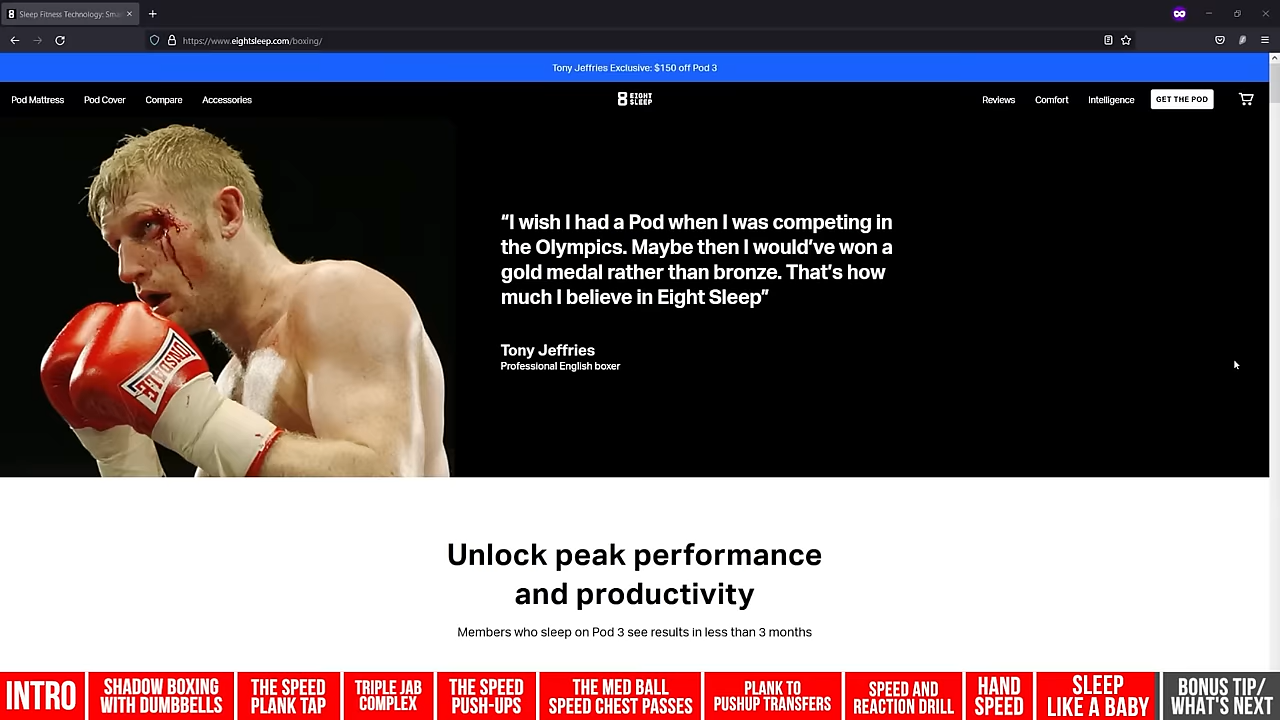 Sleep Fitness Technology: Smar
https://www.eightsleep.com/boxing/
Tony Jeffries Exclusive: $150 off Pod 3
Pod Mattress Pod Cover Compare Accessories
8 EIGHT SLEEP
Reviews Comfort Intelligence GET THE POD
LONSDALE
“I wish I had a Pod when I was competing in
the Olympics. Maybe then I would’ve won a
gold medal rather than bronze. That’s how
much I believe in Eight Sleep”
Tony Jeffries
Professional English boxer
Unlock peak performance
and productivity
Members who sleep on Pod 3 see results in less than 3 months
INTRO
SHADOW BOXING
WITH DUMBBELLS
THE SPEED
PLANK TAP
TRIPLE JAB
COMPLEX
THE SPEED
PUSH-UPS
THE MED BALL
SPEED CHEST PASSES
PLANK TO
PUSHUP TRANSFERS
SPEED AND
REACTION DRILL
HAND
SPEED
SLEEP
LIKE A BABY
BONUS TIP/
WHAT'S NEXT